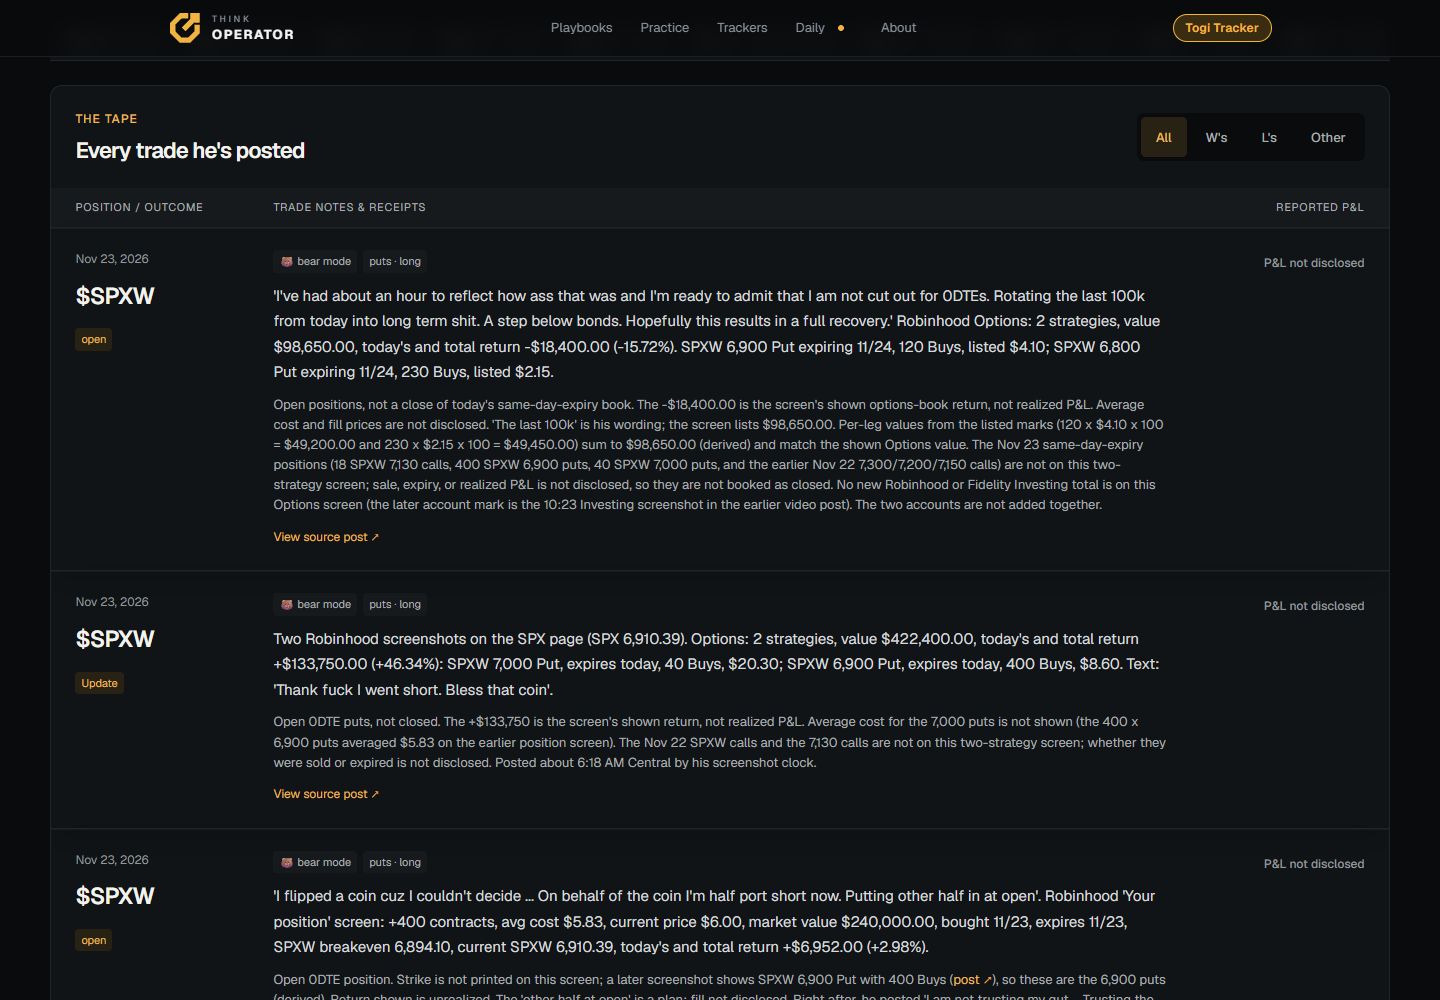 THINK
OPERATOR
Playbooks
Practice
Trackers
Daily
About
Togi Tracker
THE TAPE
Every trade he's posted
All
W's
L's
Other
POSITION / OUTCOME
TRADE NOTES & RECEIPTS
REPORTED P&L
Nov 23, 2026
$SPXW
open
bear mode
puts · long
P&L not disclosed
'I've had about an hour to reflect how ass that was and I'm ready to admit that I am not cut out for 0DTEs. Rotating the last 100k
from today into long term shit. A step below bonds. Hopefully this results in a full recovery.' Robinhood Options: 2 strategies, value
$98,650.00, today's and total return -$18,400.00 (-15.72%). SPXW 6,900 Put expiring 11/24, 120 Buys, listed $4.10; SPXW 6,800
Put expiring 11/24, 230 Buys, listed $2.15.
Open positions, not a close of today's same-day-expiry book. The -$18,400.00 is the screen's shown options-book return, not realized P&L. Average
cost and fill prices are not disclosed. 'The last 100k' is his wording; the screen lists $98,650.00. Per-leg values from the listed marks (120 x $4.10 x 100
= $49,200.00 and 230 x $2.15 x 100 = $49,450.00) sum to $98,650.00 (derived) and match the shown Options value. The Nov 23 same-day-expiry
positions (18 SPXW 7,130 calls, 400 SPXW 6,900 puts, 40 SPXW 7,000 puts, and the earlier Nov 22 7,300/7,200/7,150 calls) are not on this two-
strategy screen; sale, expiry, or realized P&L is not disclosed, so they are not booked as closed. No new Robinhood or Fidelity Investing total is on this
Options screen (the later account mark is the 10:23 Investing screenshot in the earlier video post). The two accounts are not added together.
View source post ↗
Nov 23, 2026
$SPXW
Update
bear mode
puts · long
P&L not disclosed
Two Robinhood screenshots on the SPX page (SPX 6,910.39). Options: 2 strategies, value $422,400.00, today's and total return
+$133,750.00 (+46.34%): SPXW 7,000 Put, expires today, 40 Buys, $20.30; SPXW 6,900 Put, expires today, 400 Buys, $8.60. Text:
'Thank fuck I went short. Bless that coin'.
Open 0DTE puts, not closed. The +$133,750 is the screen's shown return, not realized P&L. Average cost for the 7,000 puts is not shown (the 400 x
6,900 puts averaged $5.83 on the earlier position screen). The Nov 22 SPXW calls and the 7,130 calls are not on this two-strategy screen; whether they
were sold or expired is not disclosed. Posted about 6:18 AM Central by his screenshot clock.
View source post ↗
Nov 23, 2026
$SPXW
open
bear mode
puts · long
P&L not disclosed
'I flipped a coin cuz I couldn't decide ... On behalf of the coin I'm half port short now. Putting other half in at open'. Robinhood 'Your
position' screen: +400 contracts, avg cost $5.83, current price $6.00, market value $240,000.00, bought 11/23, expires 11/23,
SPXW breakeven 6,894.10, current SPXW 6,910.39, today's and total return +$6,952.00 (+2.98%).
Open 0DTE position. Strike is not printed on this screen; a later screenshot shows SPXW 6,900 Put with 400 Buys (post ↗), so these are the 6,900 puts
(derived). Return shown is unrealized. The 'other half at open' is a plan; fill not disclosed. Right after, he posted 'I am not trusting my gut... Trusting the